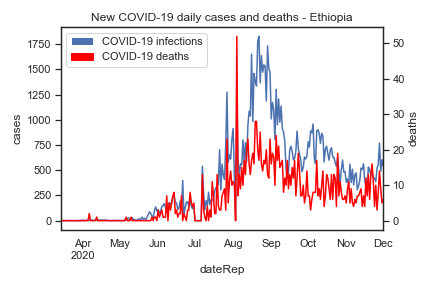 New COVID-19 daily cases and deaths - Ethiopia
COVID-19 infections
COVID-19 deaths
cases
1750
1500
1250
1000
750
500
250
0
deaths
50
40
30
20
10
0
Apr May Jun Jul Aug Sep Oct Nov Dec
2020
dateRep